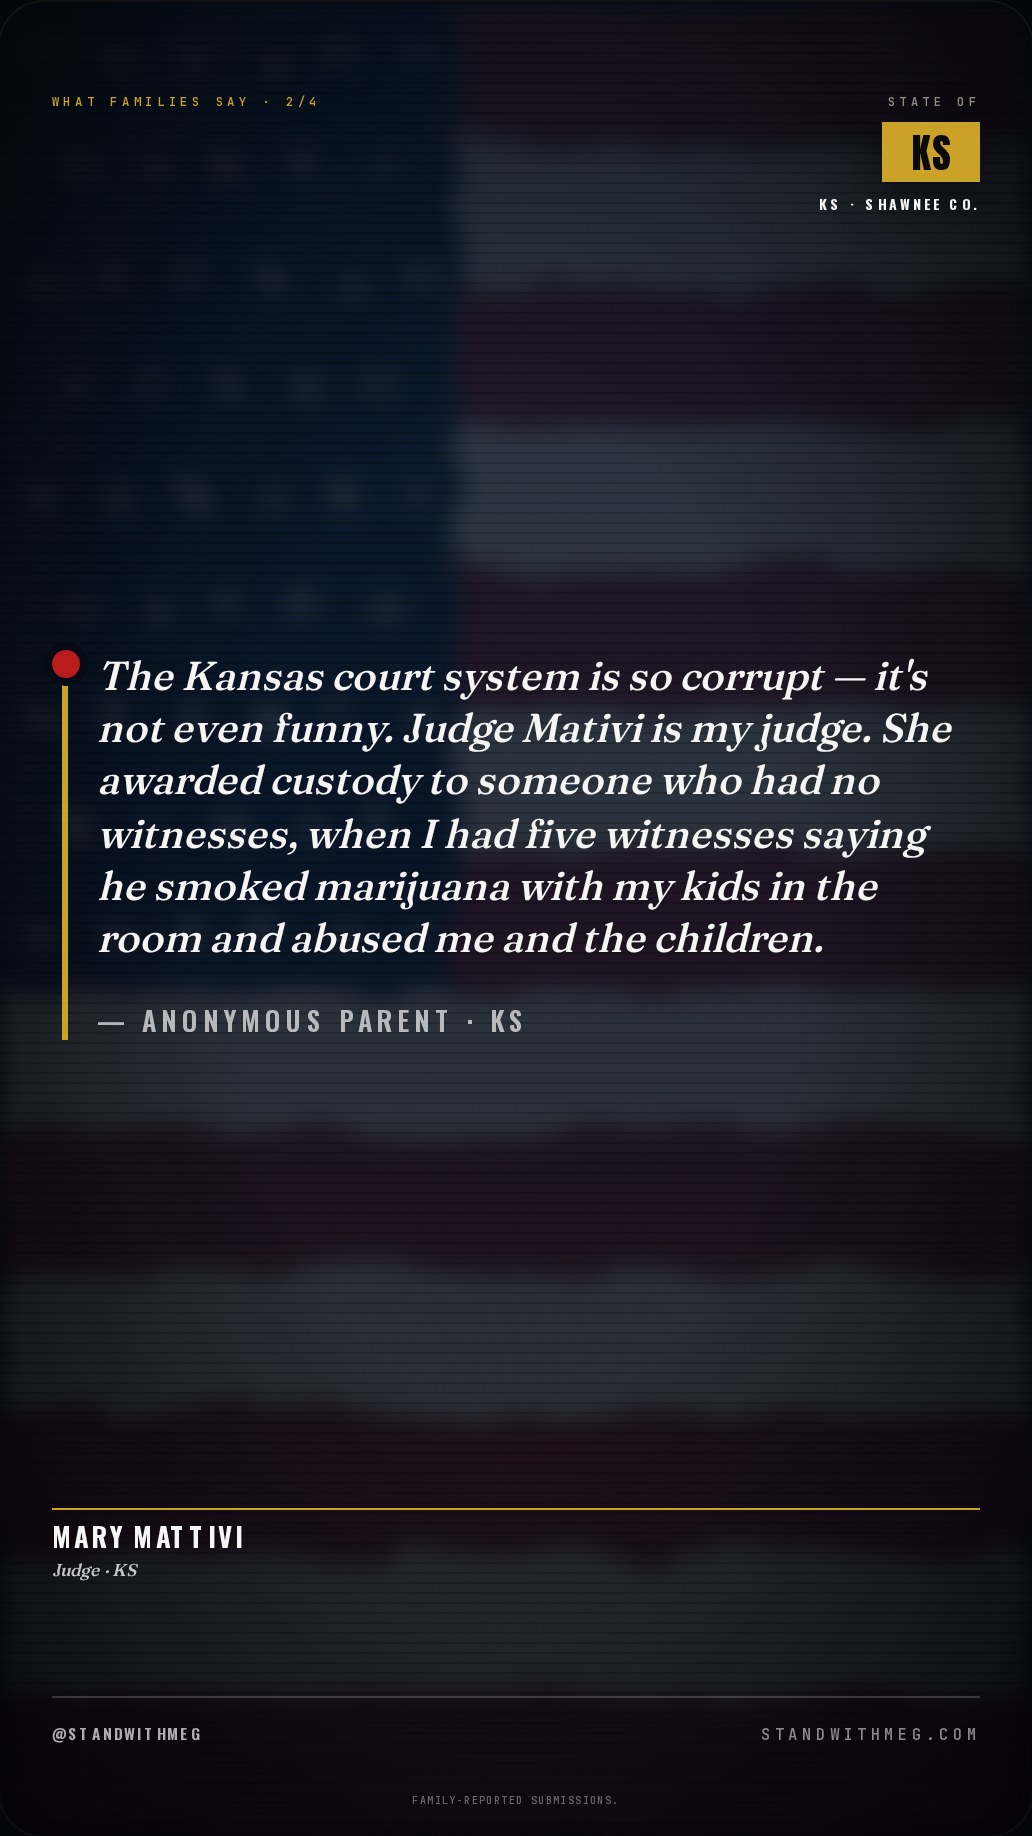 WHAT FAMILIES SAY · 2/4
STATE OF
KS
KS · SHAWNEE CO.
The Kansas court system is so corrupt — it's
not even funny. Judge Mativi is my judge. She
awarded custody to someone who had no
witnesses, when I had five witnesses saying
he smoked marijuana with my kids in the
room and abused me and the children.
— ANONYMOUS PARENT · KS
MARY MATTIVI
Judge · KS
@STANDWITHMEG
STANDWITHMEG.COM
FAMILY-REPORTED SUBMISSIONS.